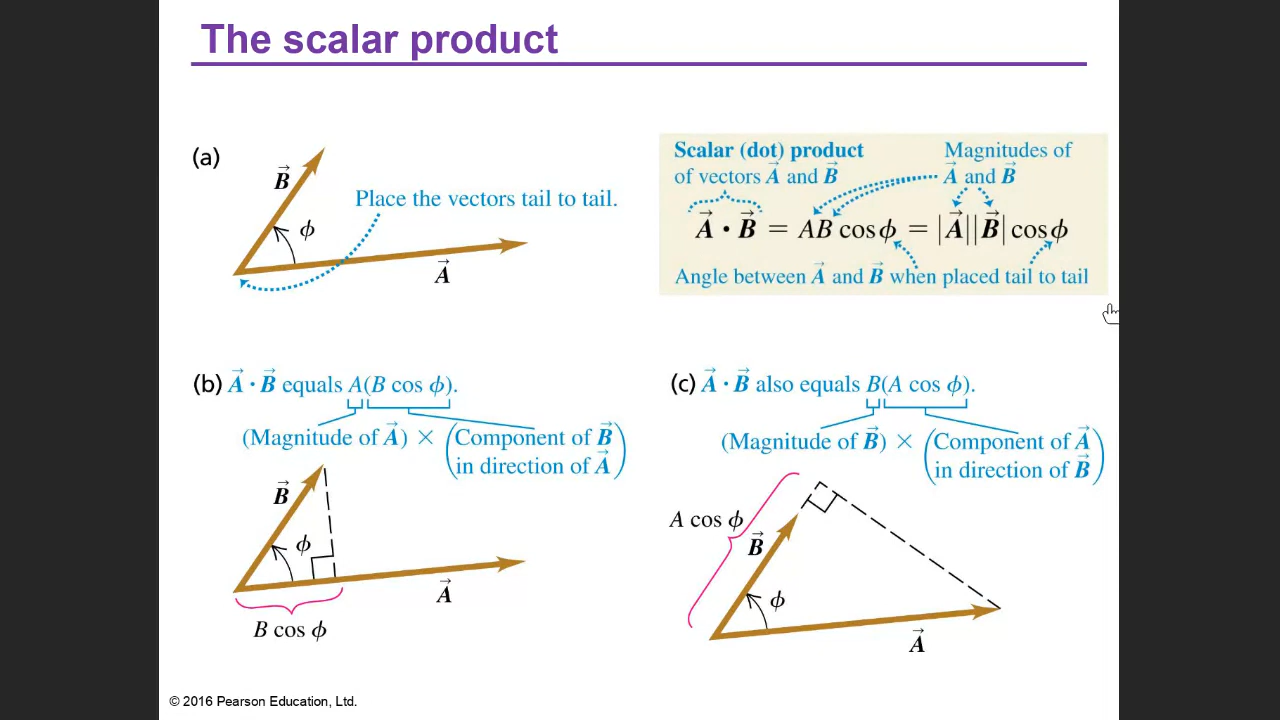 The scalar product
(a)
B⃗
Place the vectors tail to tail.
ϕ
A⃗
Scalar (dot) product
of vectors A⃗ and B⃗
Magnitudes of
A⃗ and B⃗
A⃗ • B⃗ = AB cos ϕ = |A⃗||B⃗| cos ϕ
Angle between A⃗ and B⃗ when placed tail to tail
(b) A⃗ • B⃗ equals A(B cos ϕ).
(Magnitude of A⃗) × (Component of B⃗
in direction of A⃗)
B⃗
ϕ
A⃗
B cos ϕ
(c) A⃗ • B⃗ also equals B(A cos ϕ).
(Magnitude of B⃗) × (Component of A⃗
in direction of B⃗)
A cos ϕ
B⃗
ϕ
A⃗
© 2016 Pearson Education, Ltd.